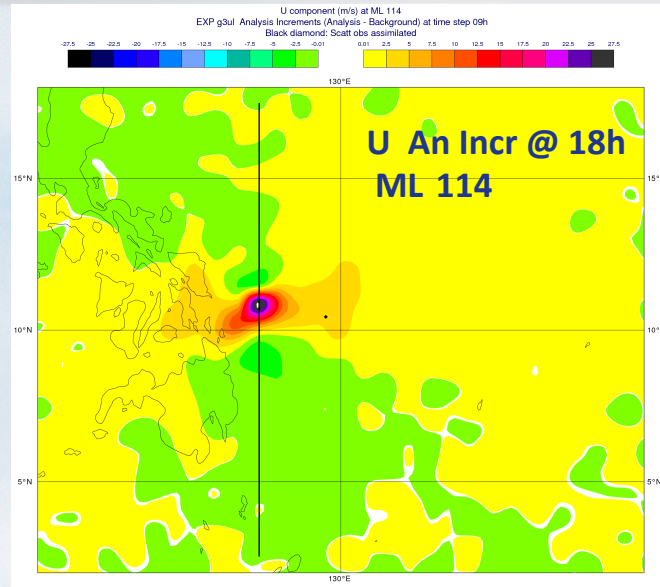 U component (m/s) at ML 114
EXP g3ul Analysis Increments (Analysis - Background) at time step 09h
Black diamond: Scatt obs assimilated
-27.5 -25 -22.5 -20 -17.5 -15 -12.5 -10 -7.5 -5 -2.5 -0.01 0.01 2.5 5 7.5 10 12.5 15 17.5 20 22.5 25 27.5
130°E
U An Incr @ 18h
ML 114
15°N 15°N
10°N 10°N
5°N 5°N
130°E